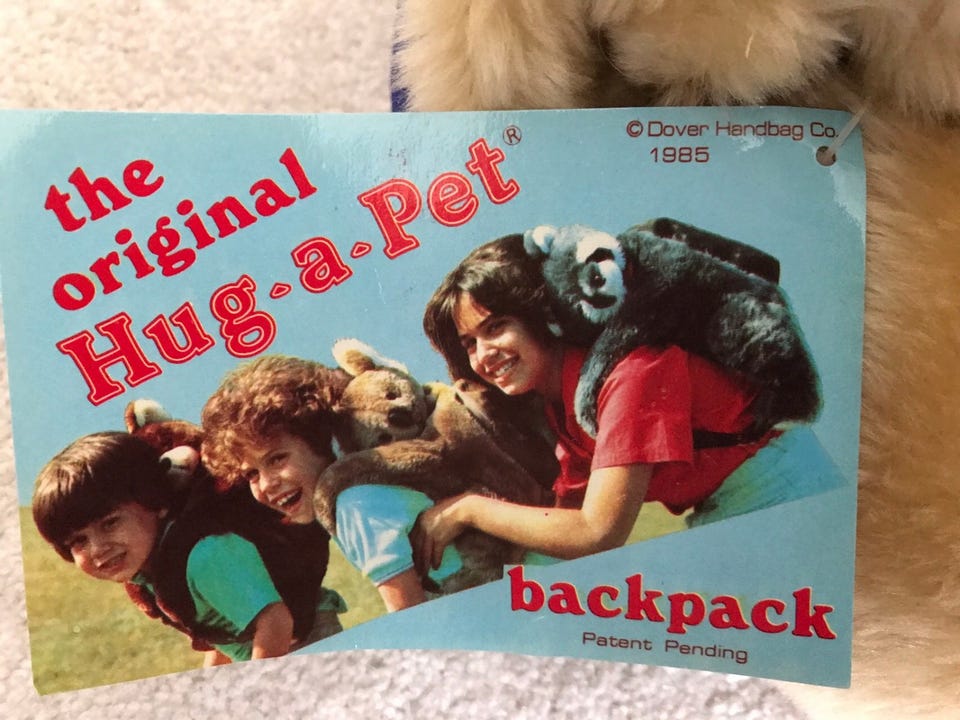 the
original
Hug-a-Pet®
© Dover Handbag Co.
1985
backpack
Patent Pending